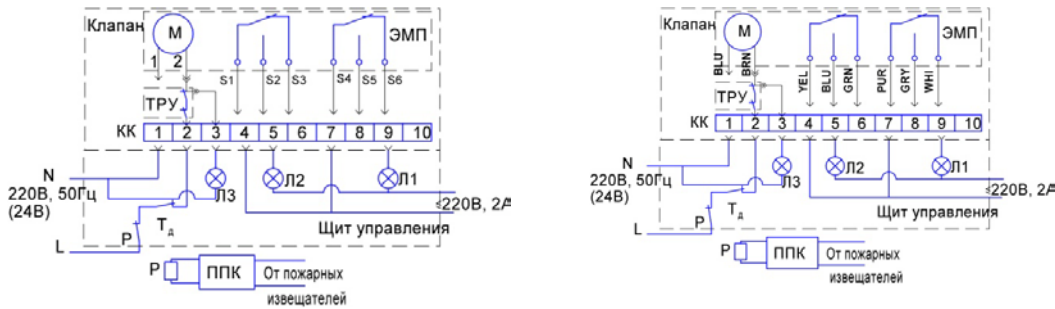 Клапан
M
ЭМП
1 2
S1 S2 S3 S4 S5 S6
ТРУ
КК 1 2 3 4 5 6 7 8 9 10
N
220В, 50Гц
(24В)
Л3
Л2
Л1
≤220В, 2А
Tд
P
L
Щит управления
P
ППК
От пожарных
извещателей
Клапан
M
ЭМП
BLU BRN
YEL BLU GRN PUR GRY WHI
ТРУ
КК 1 2 3 4 5 6 7 8 9 10
N
220В, 50Гц
(24В)
Л3
Л2
Л1
≤220В, 2А
Tд
P
L
Щит управления
P
ППК
От пожарных
извещателей